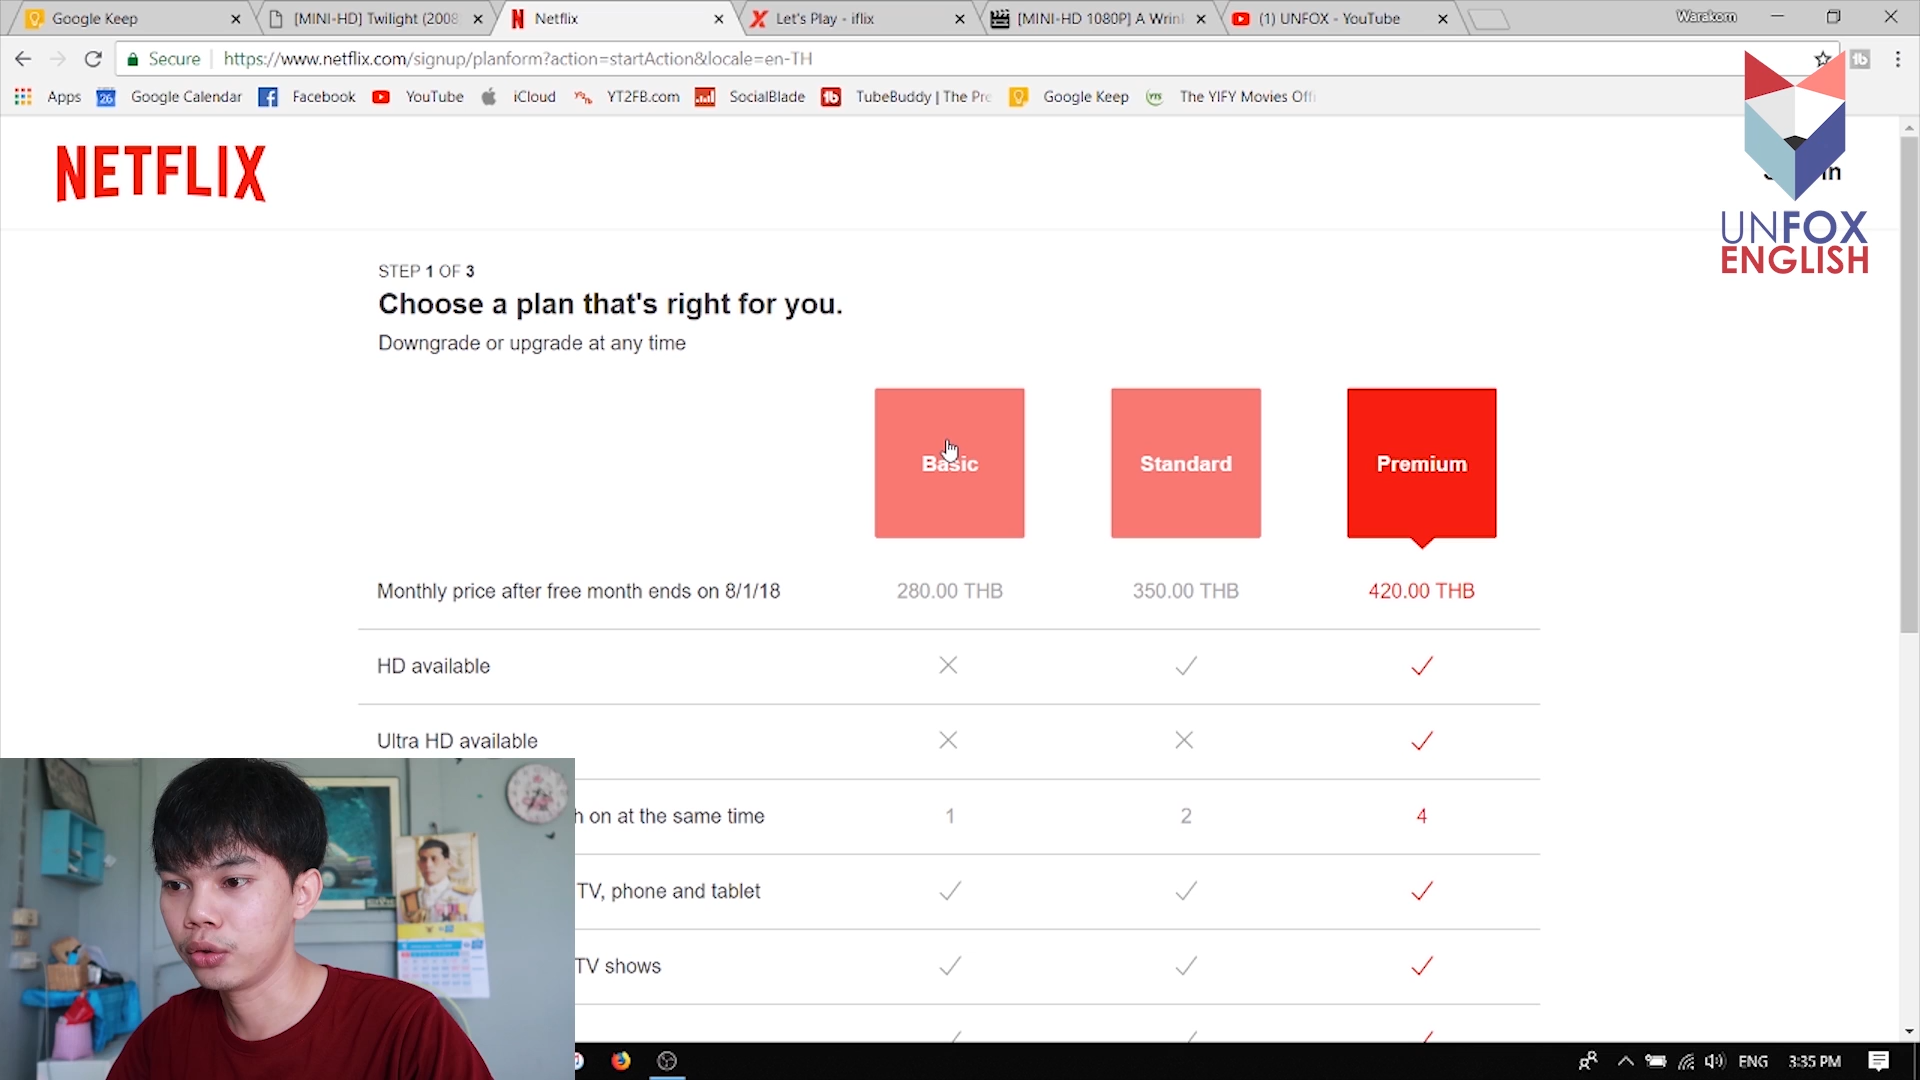 Google Keep
[MINI-HD] Twilight (2008
Netflix
Let's Play - iflix
[MINI-HD 1080P] A Wrin
(1) UNFOX - YouTube
Warakorn
Secure
https://www.netflix.com/signup/planform?action=startAction&locale=en-TH
Apps
26
Google Calendar
Facebook
YouTube
iCloud
YT2FB.com
SocialBlade
TubeBuddy | The Pre
Google Keep
The YIFY Movies Offi
NETFLIX
UNFOX
ENGLISH
STEP 1 OF 3
Choose a plan that's right for you.
Downgrade or upgrade at any time
Basic
Standard
Premium
Monthly price after free month ends on 8/1/18
280.00 THB
350.00 THB
420.00 THB
HD available
Ultra HD available
on at the same time
1
2
4
TV, phone and tablet
TV shows
ENG
3:35 PM